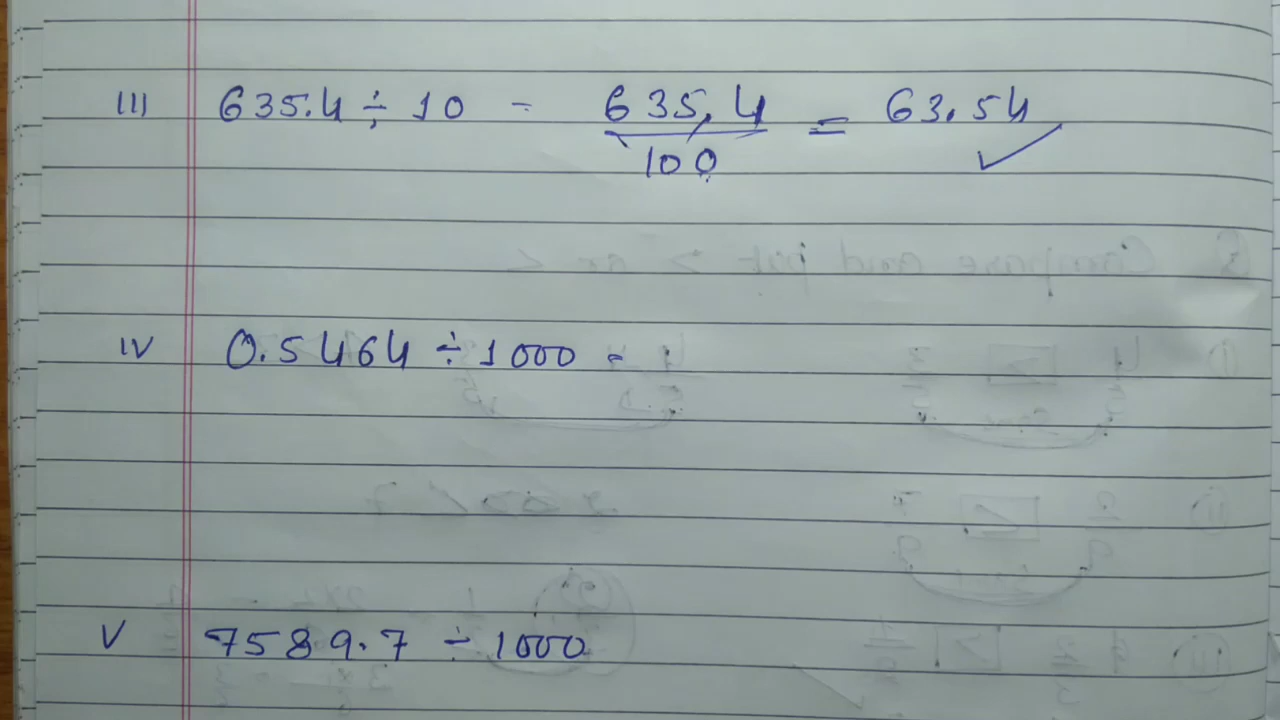 III 635.4 ÷ 10 - 635.4/100 = 63.54 ✓
IV 0.5464 ÷ 1000 -
V 7589.7 ÷ 1000